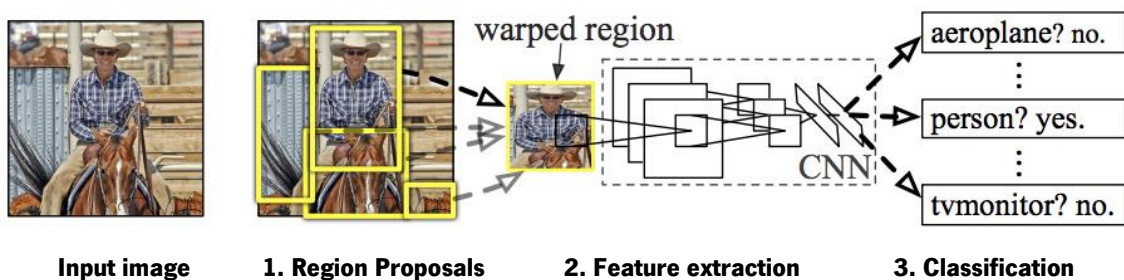 warped region
aeroplane? no.
person? yes.
CNN
tvmonitor? no.
Input image
1. Region Proposals
2. Feature extraction
3. Classification